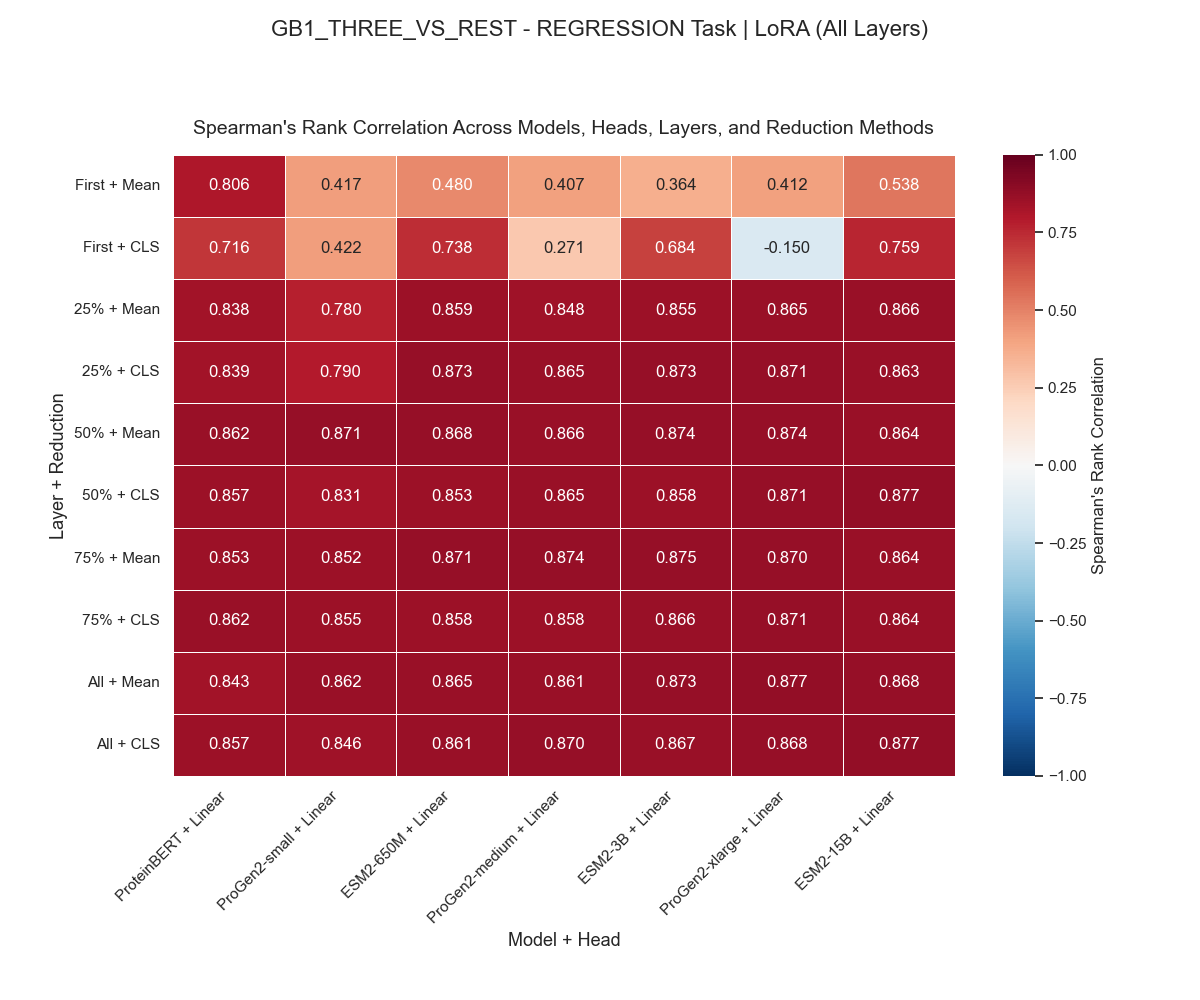 GB1_THREE_VS_REST - REGRESSION Task | LoRA (All Layers)
Spearman's Rank Correlation Across Models, Heads, Layers, and Reduction Methods
Layer + Reduction
First + Mean 0.806 0.417 0.480 0.407 0.364 0.412 0.538
First + CLS 0.716 0.422 0.738 0.271 0.684 -0.150 0.759
25% + Mean 0.838 0.780 0.859 0.848 0.855 0.865 0.866
25% + CLS 0.839 0.790 0.873 0.865 0.873 0.871 0.863
50% + Mean 0.862 0.871 0.868 0.866 0.874 0.874 0.864
50% + CLS 0.857 0.831 0.853 0.865 0.858 0.871 0.877
75% + Mean 0.853 0.852 0.871 0.874 0.875 0.870 0.864
75% + CLS 0.862 0.855 0.858 0.858 0.866 0.871 0.864
All + Mean 0.843 0.862 0.865 0.861 0.873 0.877 0.868
All + CLS 0.857 0.846 0.861 0.870 0.867 0.868 0.877
ProteinBERT + Linear
ProGen2-small + Linear
ESM2-650M + Linear
ProGen2-medium + Linear
ESM2-3B + Linear
ProGen2-xlarge + Linear
ESM2-15B + Linear
Model + Head
1.00
0.75
0.50
0.25
0.00
−0.25
−0.50
−0.75
−1.00
Spearman's Rank Correlation